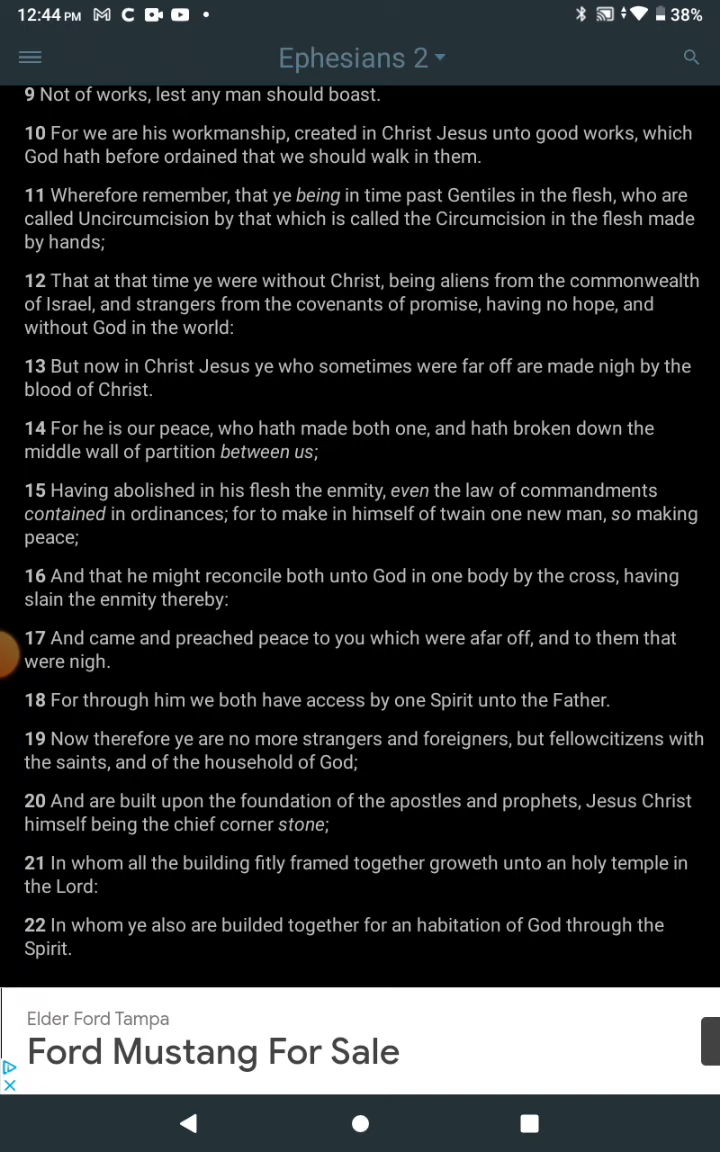 12:44 PM 38%
Ephesians 2
9 Not of works, lest any man should boast.
10 For we are his workmanship, created in Christ Jesus unto good works, which
God hath before ordained that we should walk in them.
11 Wherefore remember, that ye being in time past Gentiles in the flesh, who are
called Uncircumcision by that which is called the Circumcision in the flesh made
by hands;
12 That at that time ye were without Christ, being aliens from the commonwealth
of Israel, and strangers from the covenants of promise, having no hope, and
without God in the world:
13 But now in Christ Jesus ye who sometimes were far off are made nigh by the
blood of Christ.
14 For he is our peace, who hath made both one, and hath broken down the
middle wall of partition between us;
15 Having abolished in his flesh the enmity, even the law of commandments
contained in ordinances; for to make in himself of twain one new man, so making
peace;
16 And that he might reconcile both unto God in one body by the cross, having
slain the enmity thereby:
17 And came and preached peace to you which were afar off, and to them that
were nigh.
18 For through him we both have access by one Spirit unto the Father.
19 Now therefore ye are no more strangers and foreigners, but fellowcitizens with
the saints, and of the household of God;
20 And are built upon the foundation of the apostles and prophets, Jesus Christ
himself being the chief corner stone;
21 In whom all the building fitly framed together groweth unto an holy temple in
the Lord:
22 In whom ye also are builded together for an habitation of God through the
Spirit.
Elder Ford Tampa
Ford Mustang For Sale